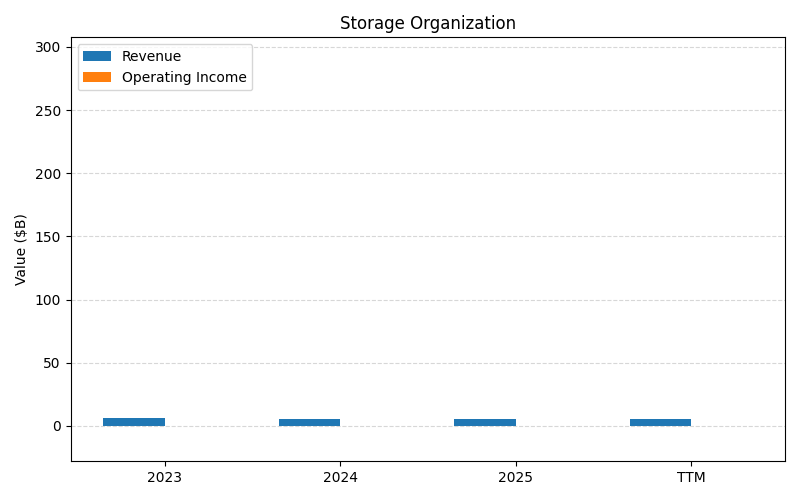 Storage Organization
Revenue
Operating Income
Value ($B)
300
250
200
150
100
50
0
2023 2024 2025 TTM